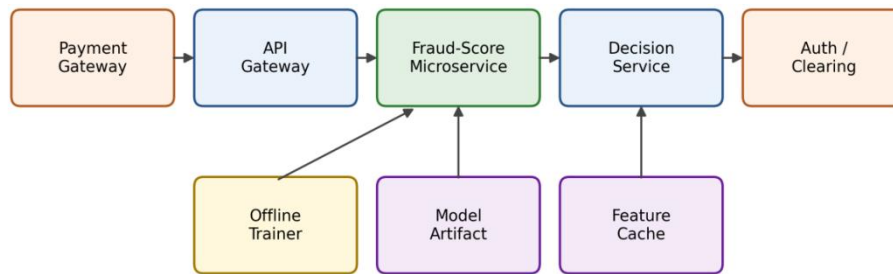 Payment
Gateway
API
Gateway
Fraud-Score
Microservice
Decision
Service
Auth /
Clearing
Offline
Trainer
Model
Artifact
Feature
Cache